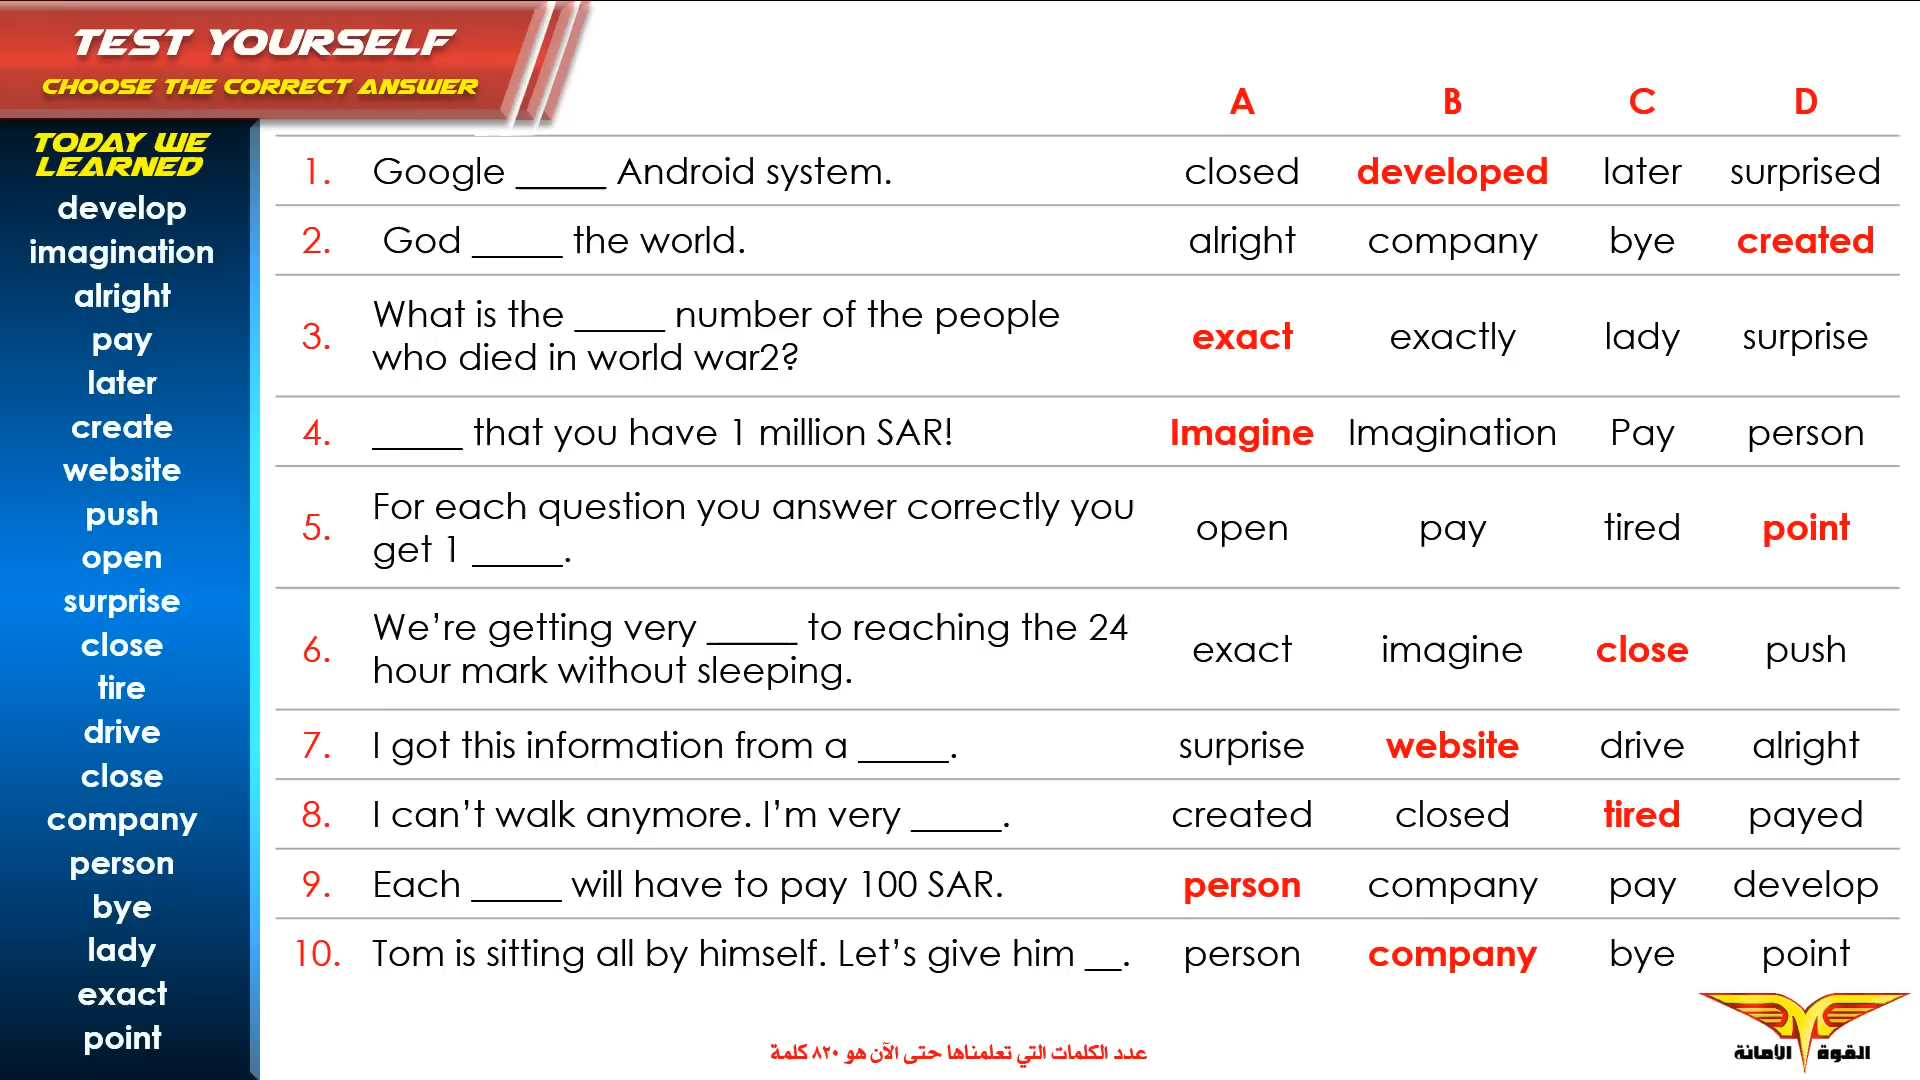 TEST YOURSELF
CHOOSE THE CORRECT ANSWER
TODAY WE
LEARNED
develop
imagination
alright
pay
later
create
website
push
open
surprise
close
tire
drive
close
company
person
bye
lady
exact
point
A B C D
1. Google _____ Android system. closed developed later surprised
2. God _____ the world. alright company bye created
3. What is the _____ number of the people
who died in world war2? exact exactly lady surprise
4. _____ that you have 1 million SAR! Imagine Imagination Pay person
5. For each question you answer correctly you
get 1 _____. open pay tired point
6. We’re getting very _____ to reaching the 24
hour mark without sleeping. exact imagine close push
7. I got this information from a _____. surprise website drive alright
8. I can’t walk anymore. I’m very _____. created closed tired payed
9. Each _____ will have to pay 100 SAR. person company pay develop
10. Tom is sitting all by himself. Let’s give him __. person company bye point
عدد الكلمات التي تعلمناها حتى الآن هو ٨٢٠ كلمة
القوة الأمانة